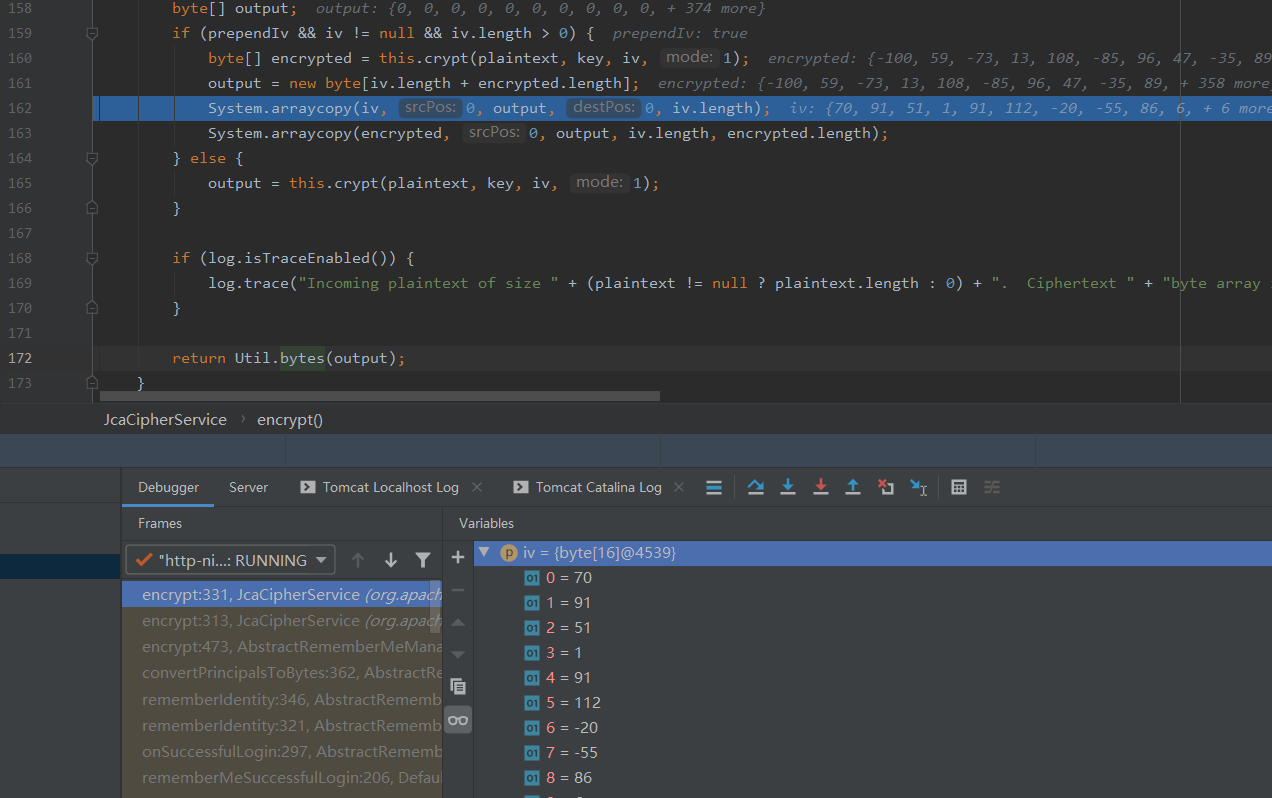 158 byte[] output; output: {0, 0, 0, 0, 0, 0, 0, 0, 0, 0, + 374 more}
159 if (prependIv && iv != null && iv.length > 0) { prependIv: true
160 byte[] encrypted = this.crypt(plaintext, key, iv, mode: 1); encrypted: {-100, 59, -73, 13, 108, -85, 96, 47, -35, 89
161 output = new byte[iv.length + encrypted.length]; encrypted: {-100, 59, -73, 13, 108, -85, 96, 47, -35, 89, + 358 more
162 System.arraycopy(iv, srcPos: 0, output, destPos: 0, iv.length); iv: {70, 91, 51, 1, 91, 112, -20, -55, 86, 6, + 6 more
163 System.arraycopy(encrypted, srcPos: 0, output, iv.length, encrypted.length);
164 } else {
165 output = this.crypt(plaintext, key, iv, mode: 1);
166 }
167
168 if (log.isTraceEnabled()) {
169 log.trace("Incoming plaintext of size " + (plaintext != null ? plaintext.length : 0) + ".  Ciphertext " + "byte array
170 }
171
172 return Util.bytes(output);
173 }
JcaCipherService › encrypt()
Debugger Server Tomcat Localhost Log × Tomcat Catalina Log ×
Frames Variables
"http-ni...: RUNNING
iv = {byte[16]@4539}
encrypt:331, JcaCipherService (org.apach
0 = 70
encrypt:313, JcaCipherService (org.apach
1 = 91
encrypt:473, AbstractRememberMeMana
2 = 51
convertPrincipalsToBytes:362, AbstractRe
3 = 1
rememberIdentity:346, AbstractRememb
4 = 91
rememberIdentity:321, AbstractRememb
5 = 112
onSuccessfulLogin:297, AbstractRememb
6 = -20
rememberMeSuccessfulLogin:206, Defau
7 = -55
8 = 86